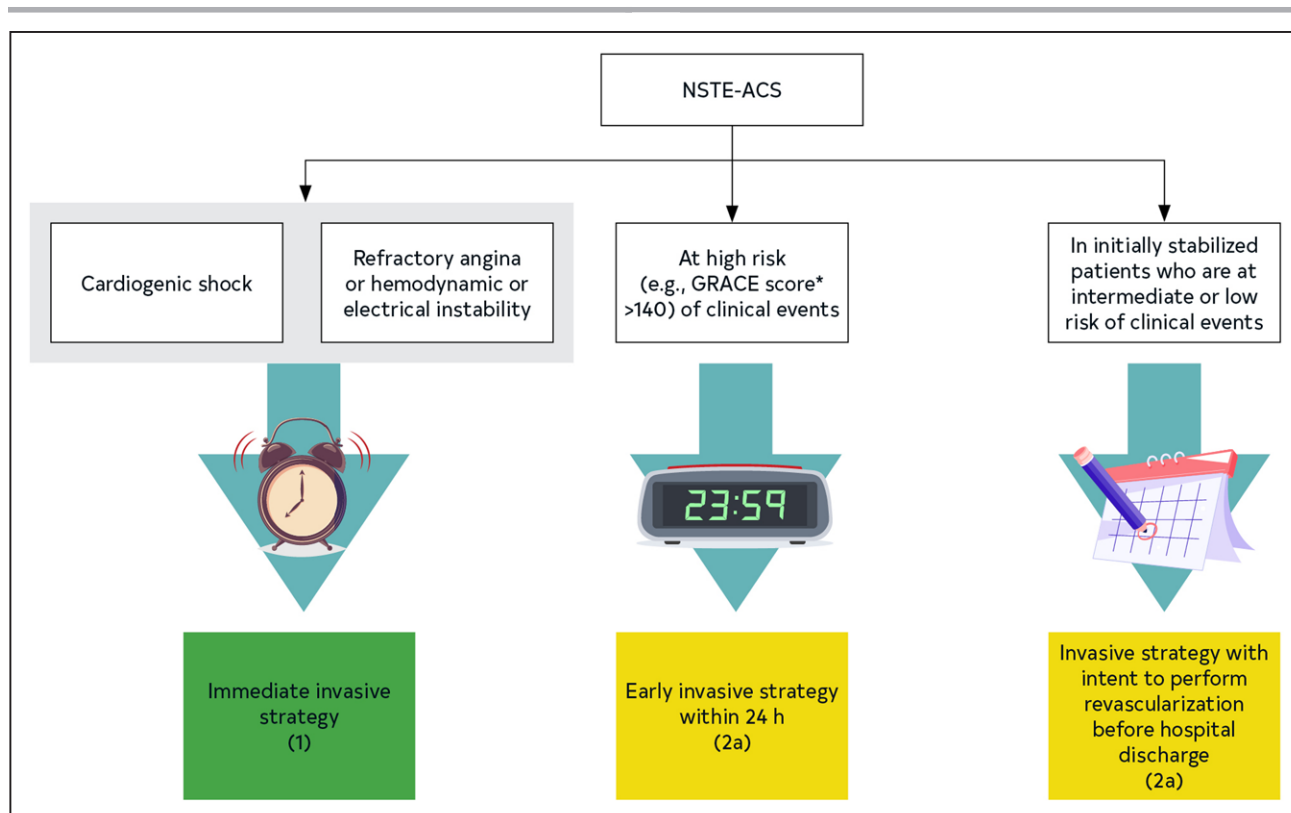 NSTE-ACS
Cardiogenic shock
Refractory angina
or hemodynamic or
electrical instability
At high risk
(e.g., GRACE score*
>140) of clinical events
In initially stabilized
patients who are at
intermediate or low
risk of clinical events
23:59
Immediate invasive
strategy
(1)
Early invasive strategy
within 24 h
(2a)
Invasive strategy with
intent to perform
revascularization
before hospital
discharge
(2a)